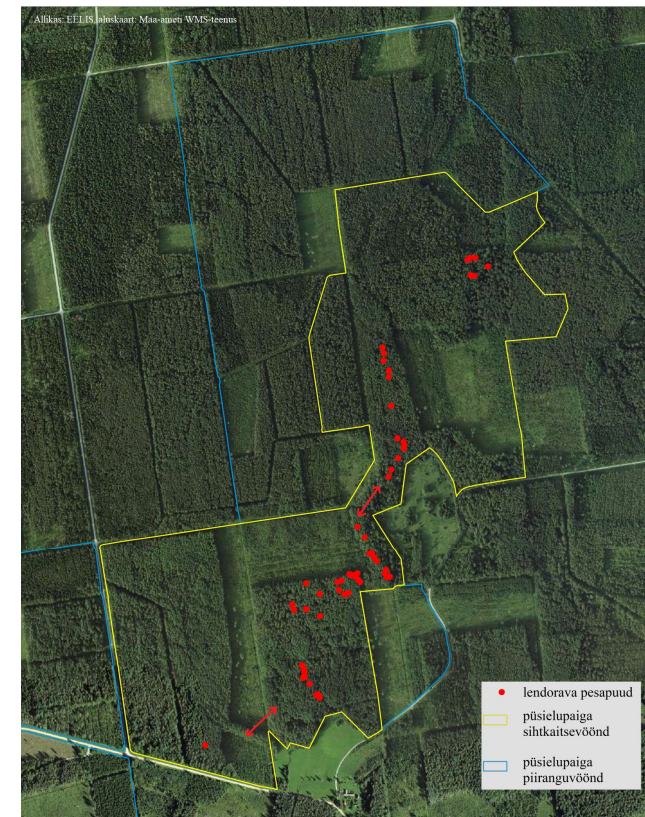 Allikas: EELIS, aluskaart: Maa-ameti WMS-teenus
lendorava pesapuud
püsielupaiga
sihtkaitsevöönd
püsielupaiga
piiranguvöönd